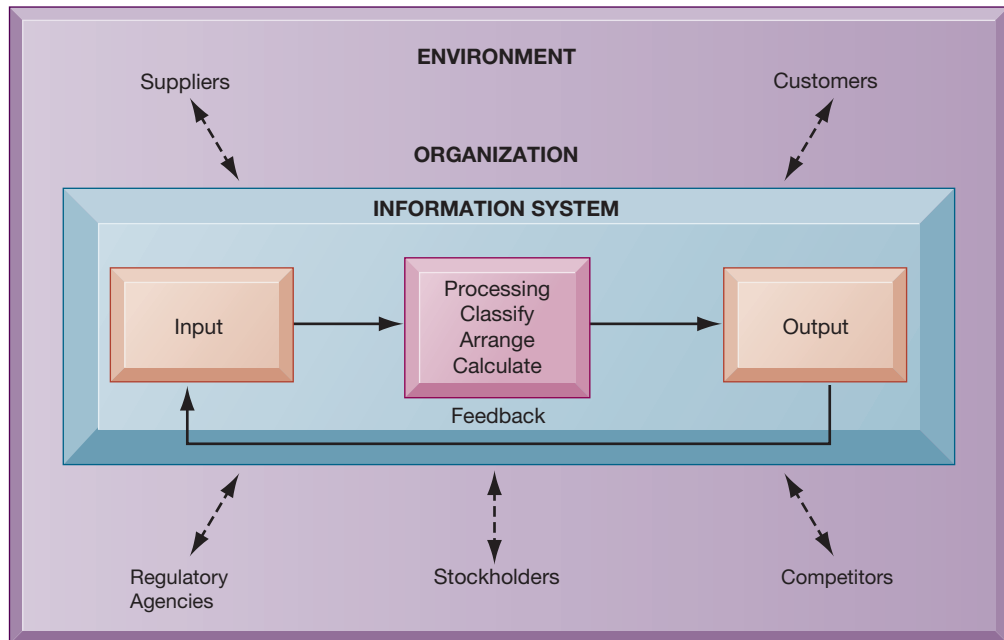 ENVIRONMENT
Suppliers
Customers
ORGANIZATION
INFORMATION SYSTEM
Input
Processing
Classify
Arrange
Calculate
Output
Feedback
Regulatory
Agencies
Stockholders
Competitors